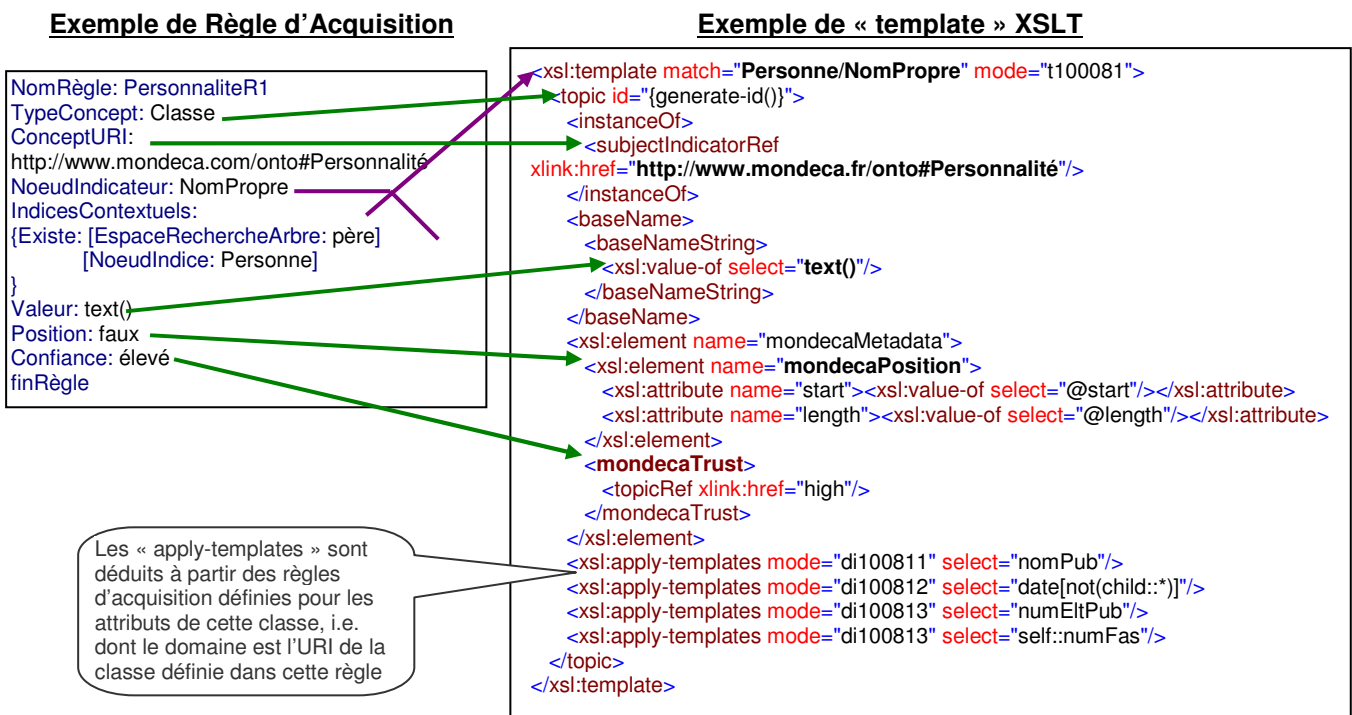 Exemple de Règle d'Acquisition
Exemple de « template » XSLT
NomRègle: PersonnaliteR1
TypeConcept: Classe
ConceptURI:
http://www.mondeca.com/onto#Personnalité
NoeudIndicateur: NomPropre
IndicesContextuels:
{Existe: [EspaceRechercheArbre: père]
[NoeudIndice: Personne]
}
Valeur: text()
Position: faux
Confiance: élevé
finRègle
<xsl:template match="Personne/NomPropre" mode="t100081">
<topic id="{generate-id()}">
<instanceOf>
<subjectIndicatorRef
xlink:href="http://www.mondeca.fr/onto#Personnalité"/>
</instanceOf>
<baseName>
<baseNameString>
<xsl:value-of select="text()"/>
</baseNameString>
</baseName>
<xsl:element name="mondecaMetadata">
<xsl:element name="mondecaPosition">
<xsl:attribute name="start"><xsl:value-of select="@start"/></xsl:attribute>
<xsl:attribute name="length"><xsl:value-of select="@length"/></xsl:attribute>
</xsl:element>
<mondecaTrust>
<topicRef xlink:href="high"/>
</mondecaTrust>
</xsl:element>
<xsl:apply-templates mode="di100811" select="nomPub"/>
<xsl:apply-templates mode="di100812" select="date[not(child::*)]"/>
<xsl:apply-templates mode="di100813" select="numEltPub"/>
<xsl:apply-templates mode="di100813" select="self::numFas"/>
</topic>
</xsl:template>
Les « apply-templates » sont
déduits à partir des règles
d'acquisition définies pour les
attributs de cette classe, i.e.
dont le domaine est l'URI de la
classe définie dans cette règle